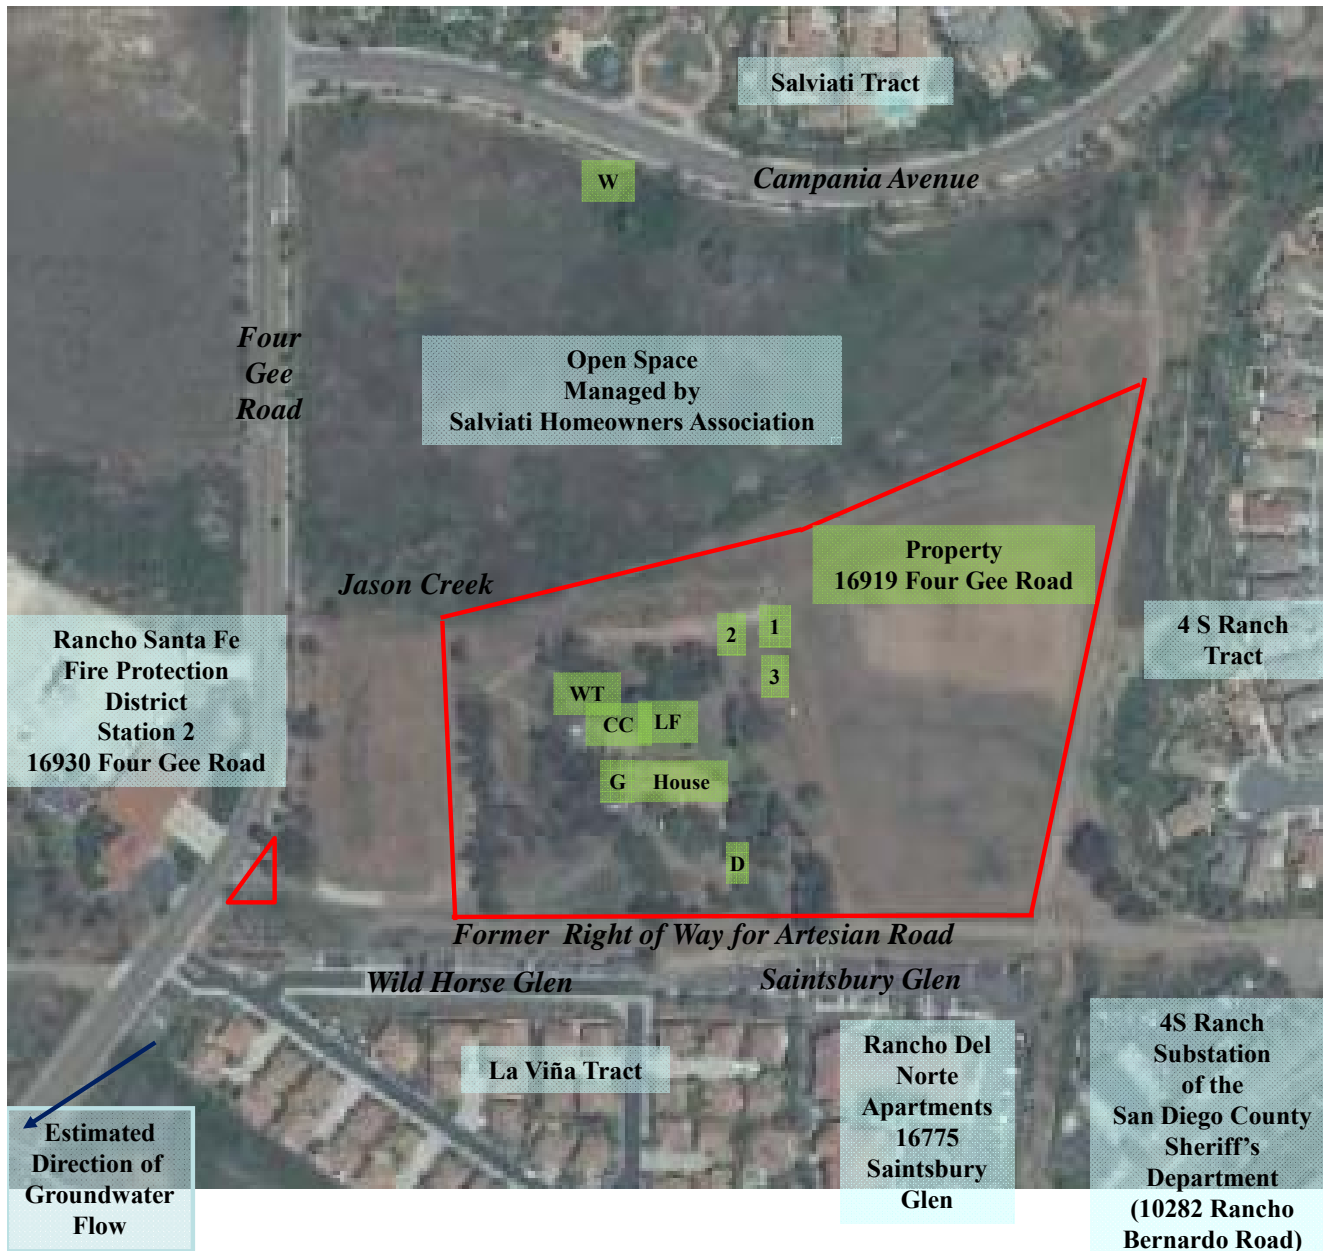 Salviati Tract
W
Campania Avenue
Four
Gee
Road
Open Space
Managed by
Salviati Homeowners Association
Property
16919 Four Gee Road
Jason Creek
Rancho Santa Fe
Fire Protection
District
Station 2
16930 Four Gee Road
2
1
3
4 S Ranch
Tract
WT
CC
LF
G
House
D
Former Right of Way for Artesian Road
Wild Horse Glen
Saintsbury Glen
La Viña Tract
Rancho Del
Norte
Apartments
16775
Saintsbury
Glen
4S Ranch
Substation
of the
San Diego County
Sheriff’s
Department
(10282 Rancho
Bernardo Road)
Estimated
Direction of
Groundwater
Flow